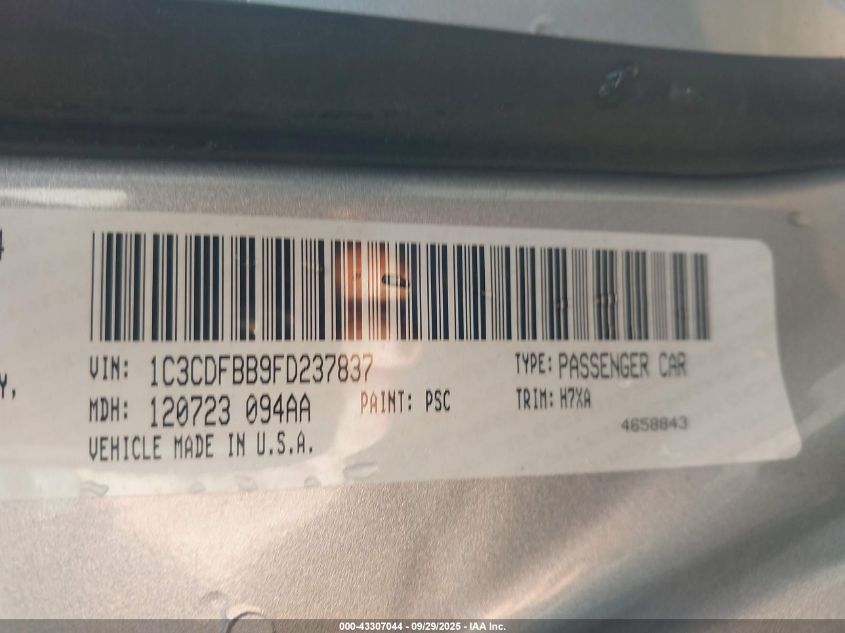 4
Y,
VIN: 1C3CDFBB9FD237837 TYPE: PASSENGER CAR
MDH: 120723 094AA PAINT: PSC TRIM: H7XA
VEHICLE MADE IN U.S.A. 4658843
000-43307044 - 09/29/2025 - IAA Inc.